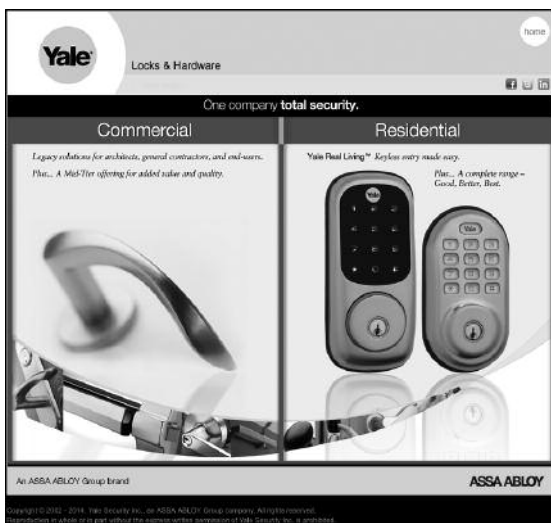 home
Yale
Locks & Hardware
One company total security.
Commercial
Residential
Legacy solutions for architects, general contractors, and end-users.
Plus... A Mid-Tier offering for added value and quality.
Yale Real Living™ Keyless entry made easy.
Plus... A complete range –
Good, Better, Best.
Yale
Yale
An ASSA ABLOY Group brand
ASSA ABLOY
Copyright © 2002 - 2014, Yale Security Inc., an ASSA ABLOY Group company. All rights reserved.
Reproduction in whole or in part without the express written permission of Yale Security Inc. is prohibited.